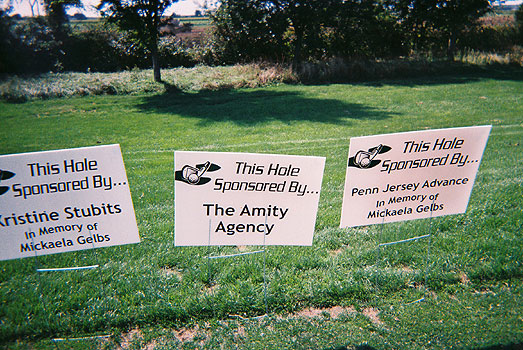 This Hole
Sponsored By...
Kristine Stubits
In Memory of
Mickaela Gelbs
This Hole
Sponsored By...
The Amity
Agency
This Hole
Sponsored By...
Penn Jersey Advance
In Memory of
Mickaela Gelbs